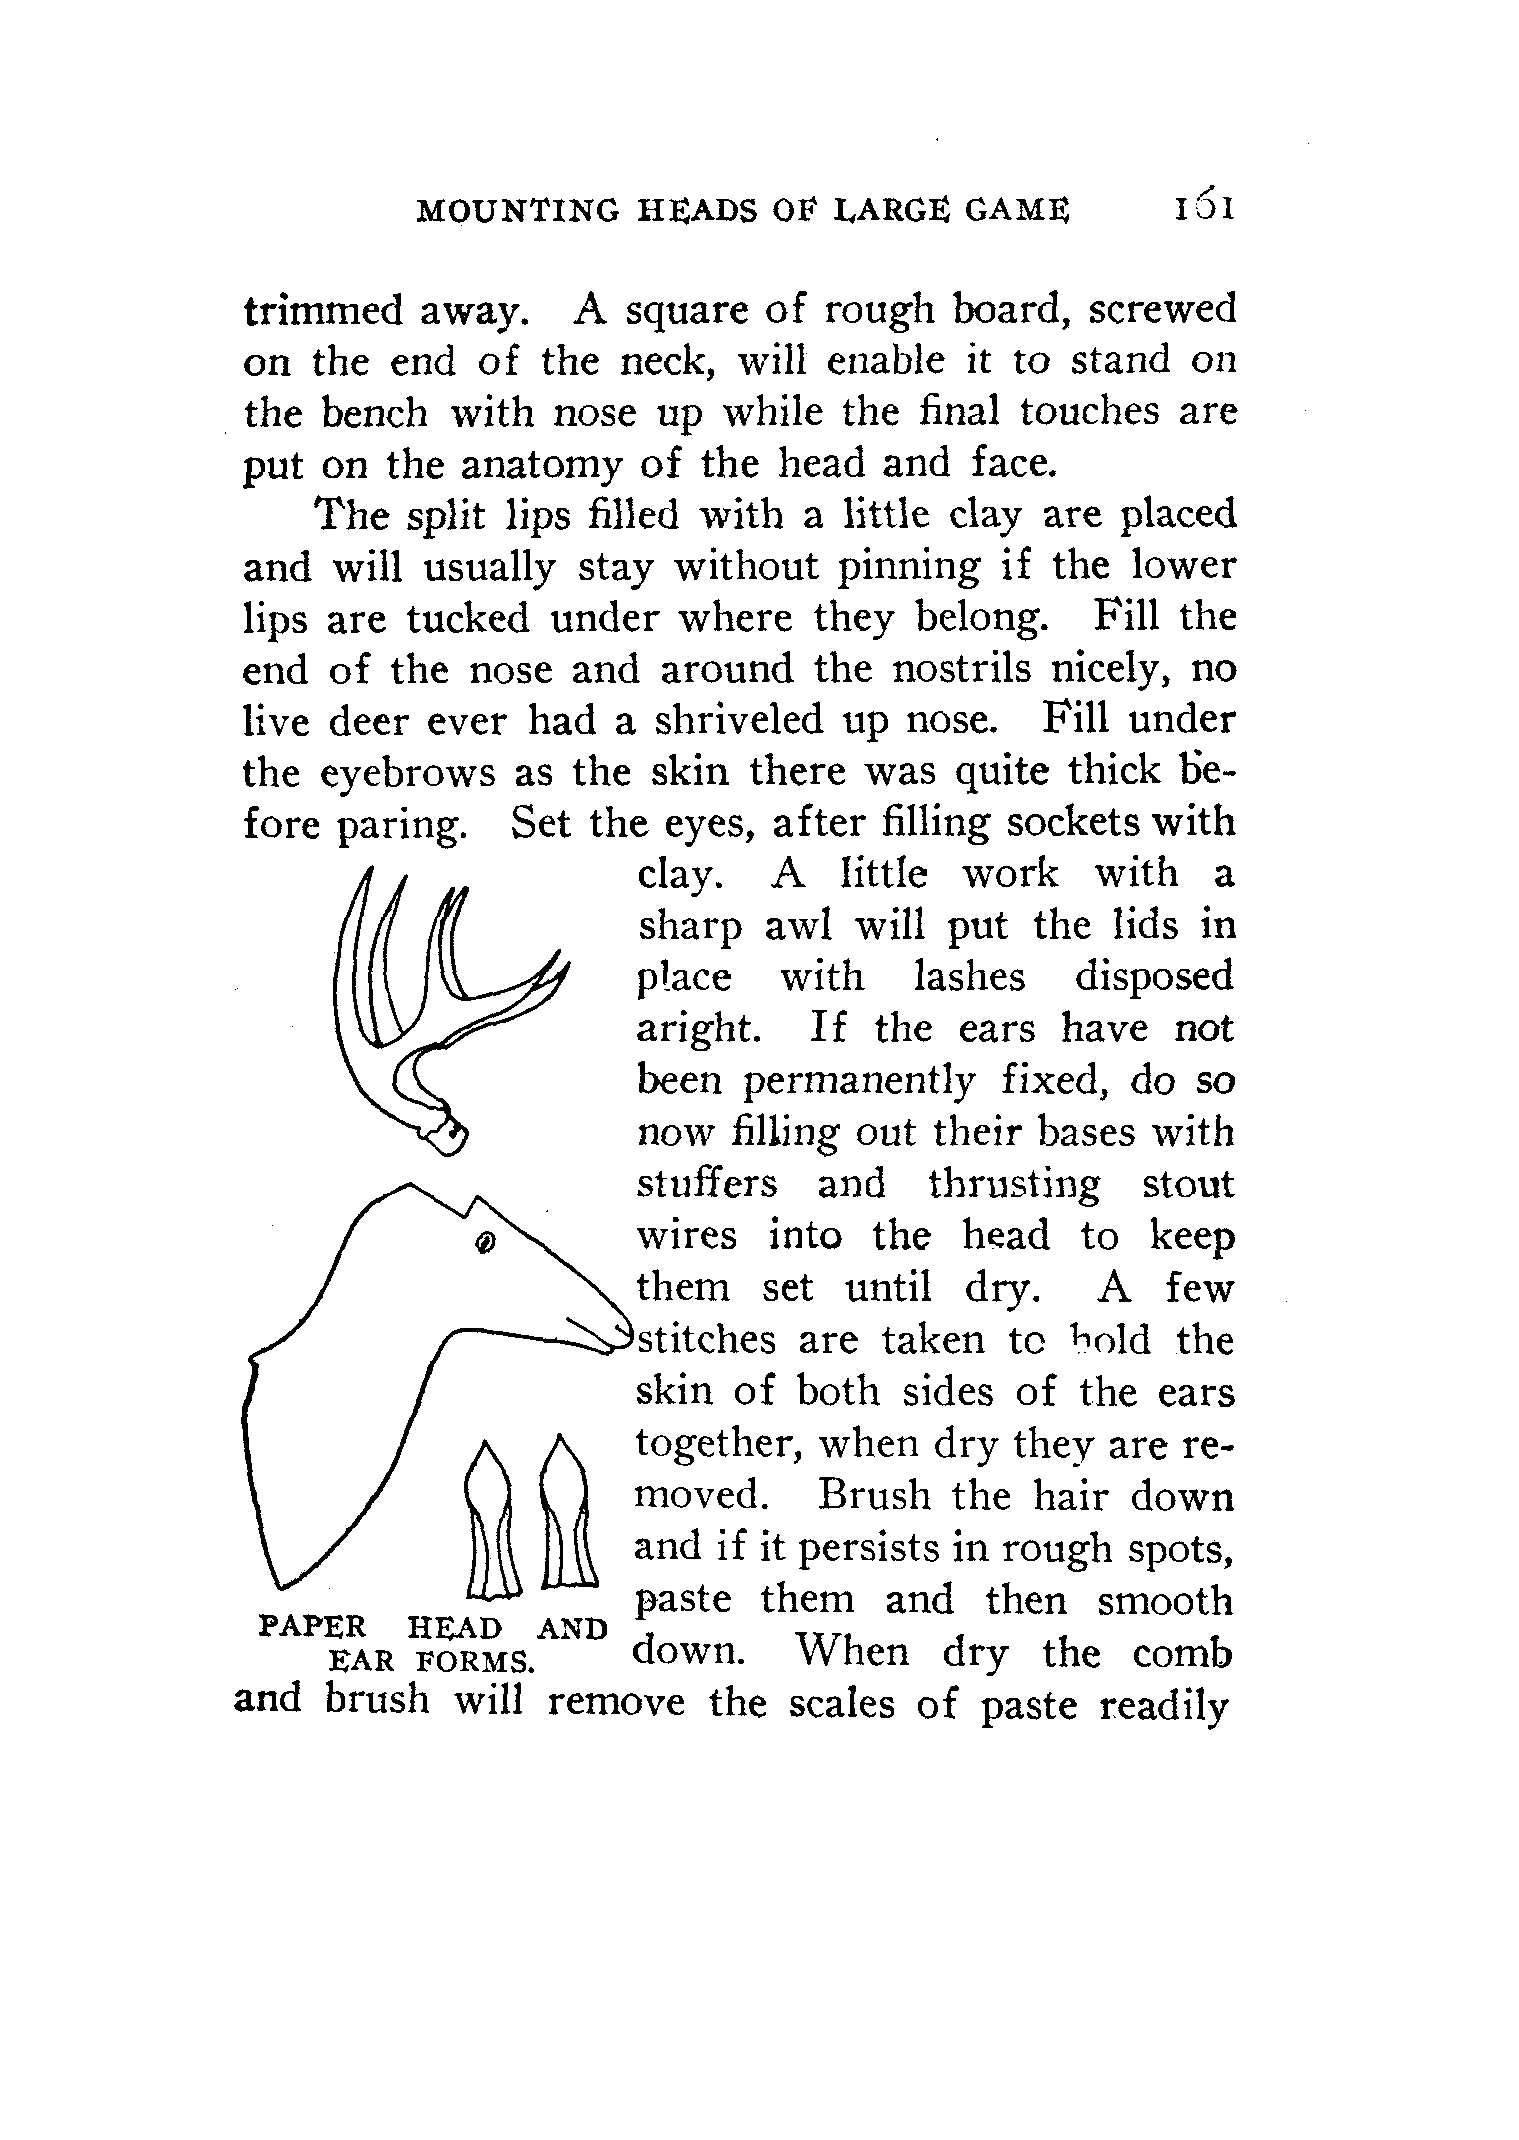 MOUNTING HEADS OF LARGE GAME 161
trimmed away. A square of rough board, screwed
on the end of the neck, will enable it to stand on
the bench with nose up while the final touches are
put on the anatomy of the head and face.
The split lips filled with a little clay are placed
and will usually stay without pinning if the lower
lips are tucked under where they belong. Fill the
end of the nose and around the nostrils nicely, no
live deer ever had a shriveled up nose. Fill under
the eyebrows as the skin there was quite thick be-
fore paring. Set the eyes, after filling sockets with
clay. A little work with a
sharp awl will put the lids in
place with lashes disposed
aright. If the ears have not
been permanently fixed, do so
now filling out their bases with
stuffers and thrusting stout
wires into the head to keep
them set until dry. A few
stitches are taken to hold the
skin of both sides of the ears
together, when dry they are re-
moved. Brush the hair down
and if it persists in rough spots,
paste them and then smooth
down. When dry the comb
and brush will remove the scales of paste readily
PAPER HEAD AND
EAR FORMS.